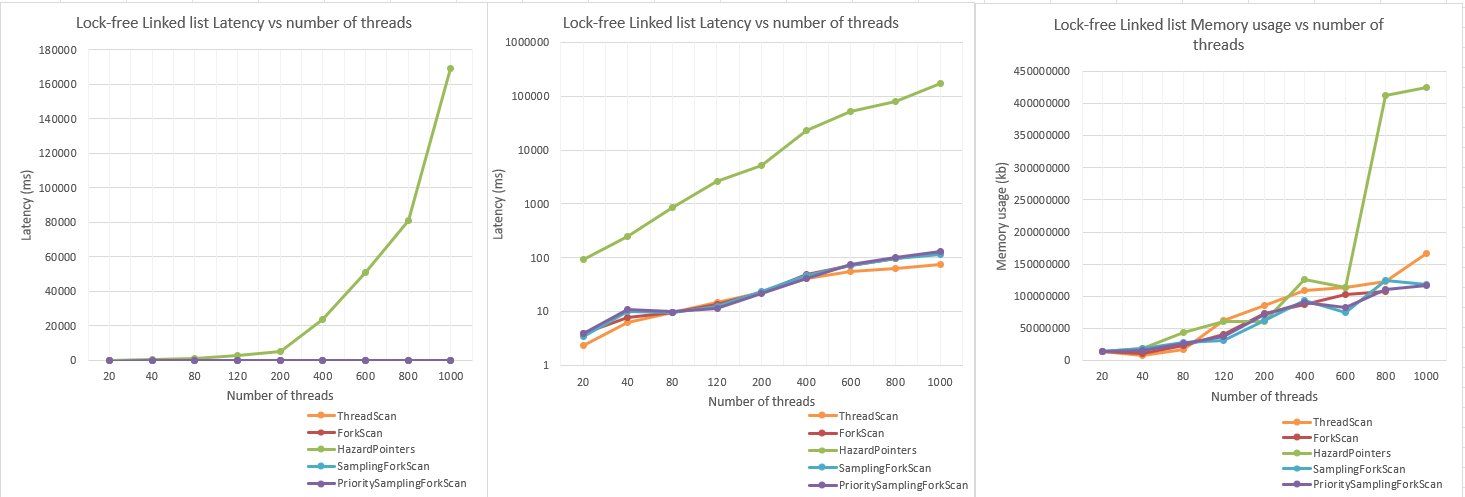 Lock-free Linked list Latency vs number of threads
180000
160000
140000
120000
100000
80000
60000
40000
20000
0
Latency (ms)
20 40 80 120 200 400 600 800 1000
Number of threads
ThreadScan
ForkScan
HazardPointers
SamplingForkScan
PrioritySamplingForkScan
Lock-free Linked list Latency vs number of threads
1000000
100000
10000
1000
100
10
1
Latency (ms)
20 40 80 120 200 400 600 800 1000
Number of threads
ThreadScan
ForkScan
HazardPointers
SamplingForkScan
PrioritySamplingForkScan
Lock-free Linked list Memory usage vs number of
threads
450000000
400000000
350000000
300000000
250000000
200000000
150000000
100000000
50000000
0
Memory usage (kb)
20 40 80 120 200 400 600 800 1000
Number of threads
ThreadScan
ForkScan
HazardPointers
SamplingForkScan
PrioritySamplingForkScan